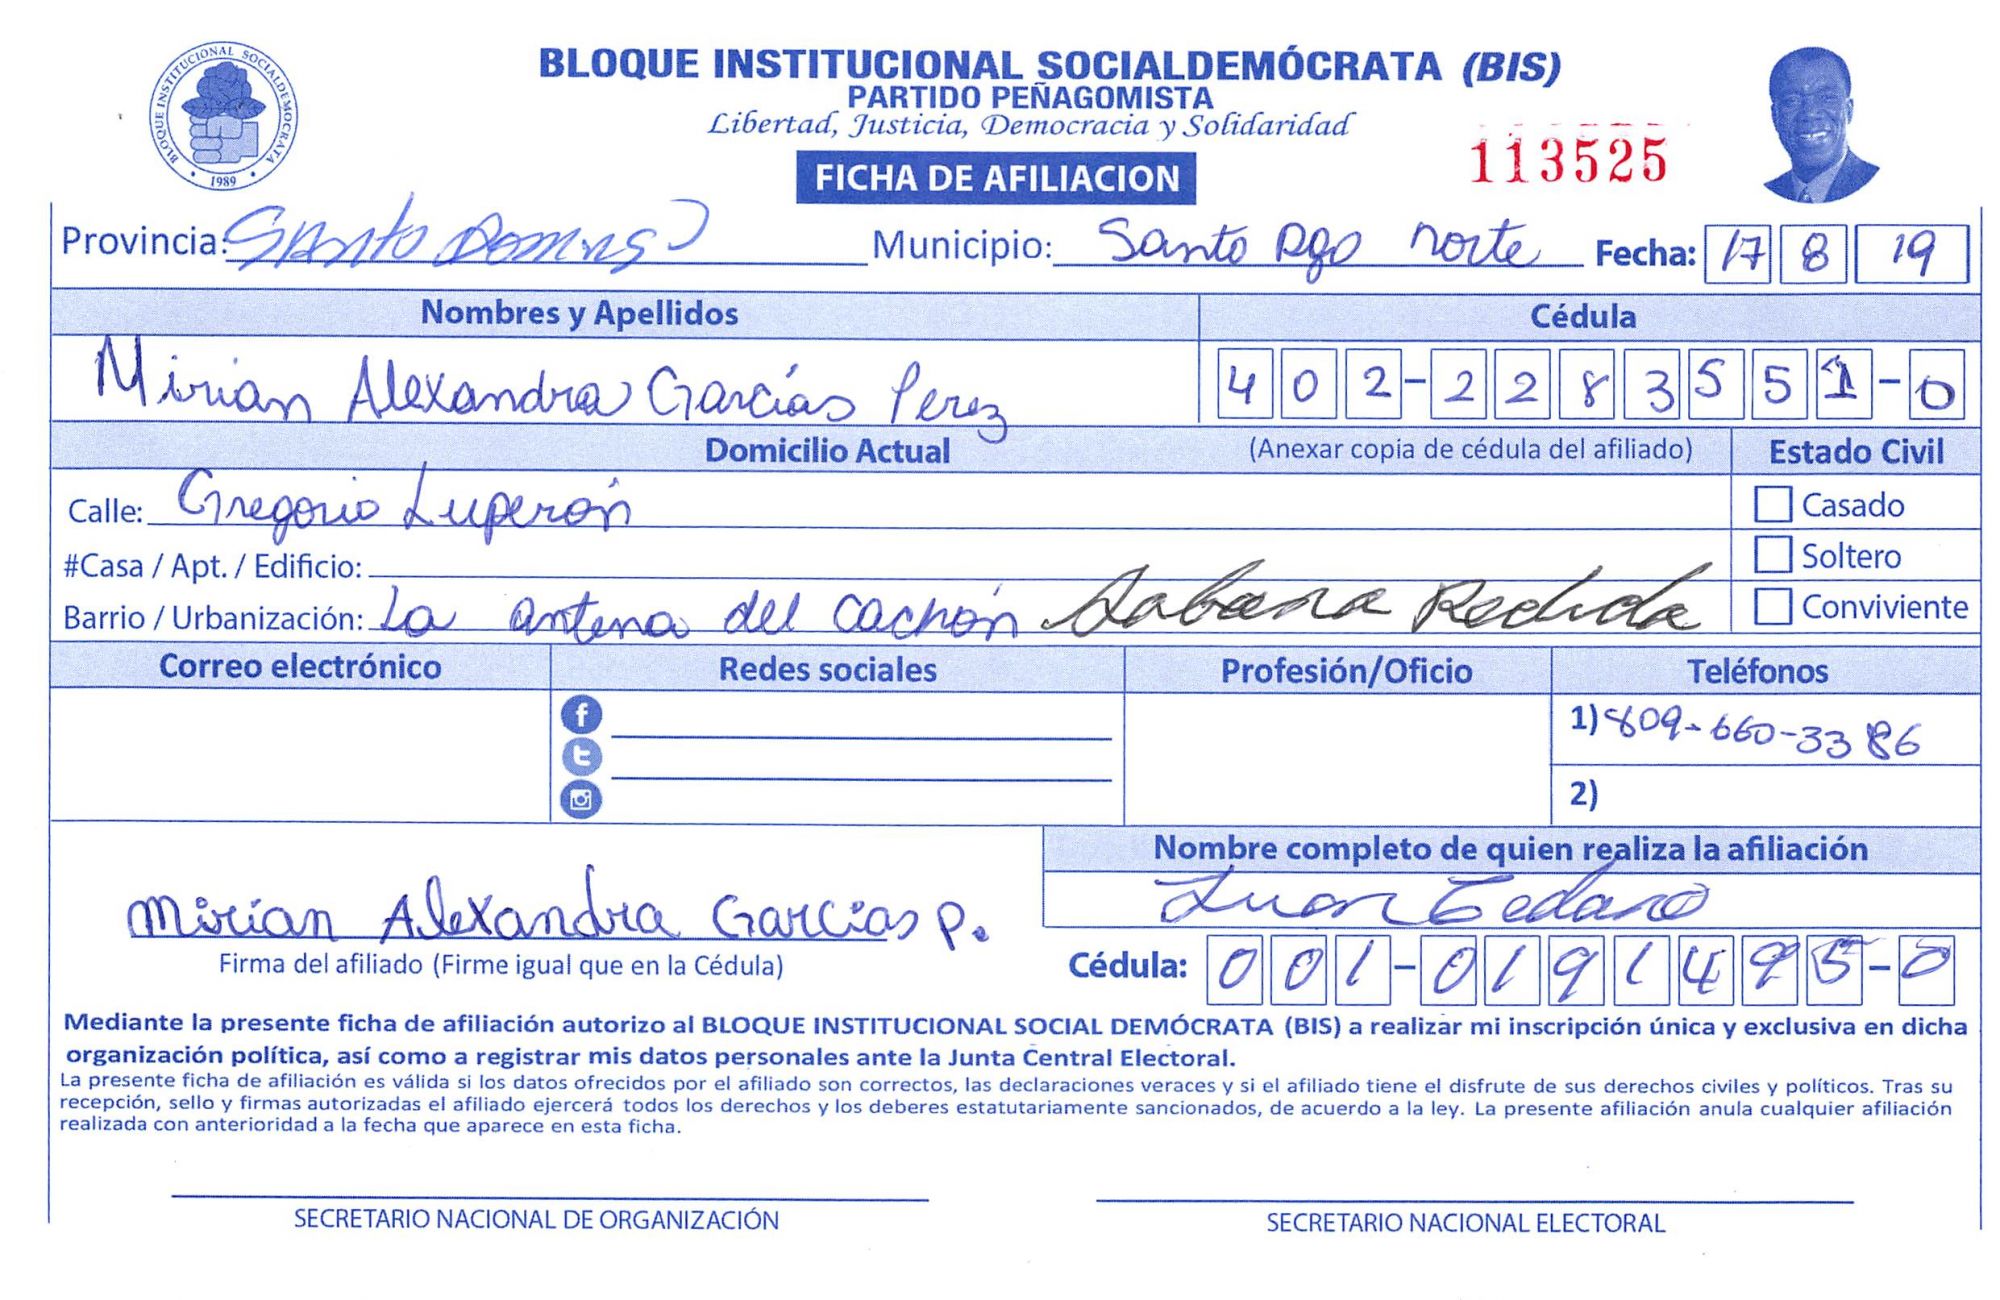 BLOQUE INSTITUCIONAL SOCIALDEMÓCRATA
1989
BLOQUE INSTITUCIONAL SOCIALDEMÓCRATA (BIS)
PARTIDO PEÑAGOMISTA
Libertad, Justicia, Democracia y Solidaridad
FICHA DE AFILIACION
113525
Provincia: Santo Domingo Municipio: Santo Dgo norte Fecha: 17 8 19
Nombres y Apellidos Cédula
Mirian Alexandra Garcías Perez 402-2283551-0
Domicilio Actual (Anexar copia de cédula del afiliado) Estado Civil
Calle: Gregorio Luperón Casado
#Casa / Apt. / Edificio: Soltero
Barrio / Urbanización: La antena del cachón Sabana Conviviente
Correo electrónico Redes sociales Profesión/Oficio Teléfonos
1) 809-660-3386
2)
Nombre completo de quien realiza la afiliación
Mirian Alexandra Garcias P. Juan Cedano
Firma del afiliado (Firme igual que en la Cédula) Cédula: 001-0191495-0
Mediante la presente ficha de afiliación autorizo al BLOQUE INSTITUCIONAL SOCIAL DEMÓCRATA (BIS) a realizar mi inscripción única y exclusiva en dicha
organización política, así como a registrar mis datos personales ante la Junta Central Electoral.
La presente ficha de afiliación es válida si los datos ofrecidos por el afiliado son correctos, las declaraciones veraces y si el afiliado tiene el disfrute de sus derechos civiles y políticos. Tras su
recepción, sello y firmas autorizadas el afiliado ejercerá todos los derechos y los deberes estatutariamente sancionados, de acuerdo a la ley. La presente afiliación anula cualquier afiliación
realizada con anterioridad a la fecha que aparece en esta ficha.
SECRETARIO NACIONAL DE ORGANIZACIÓN SECRETARIO NACIONAL ELECTORAL